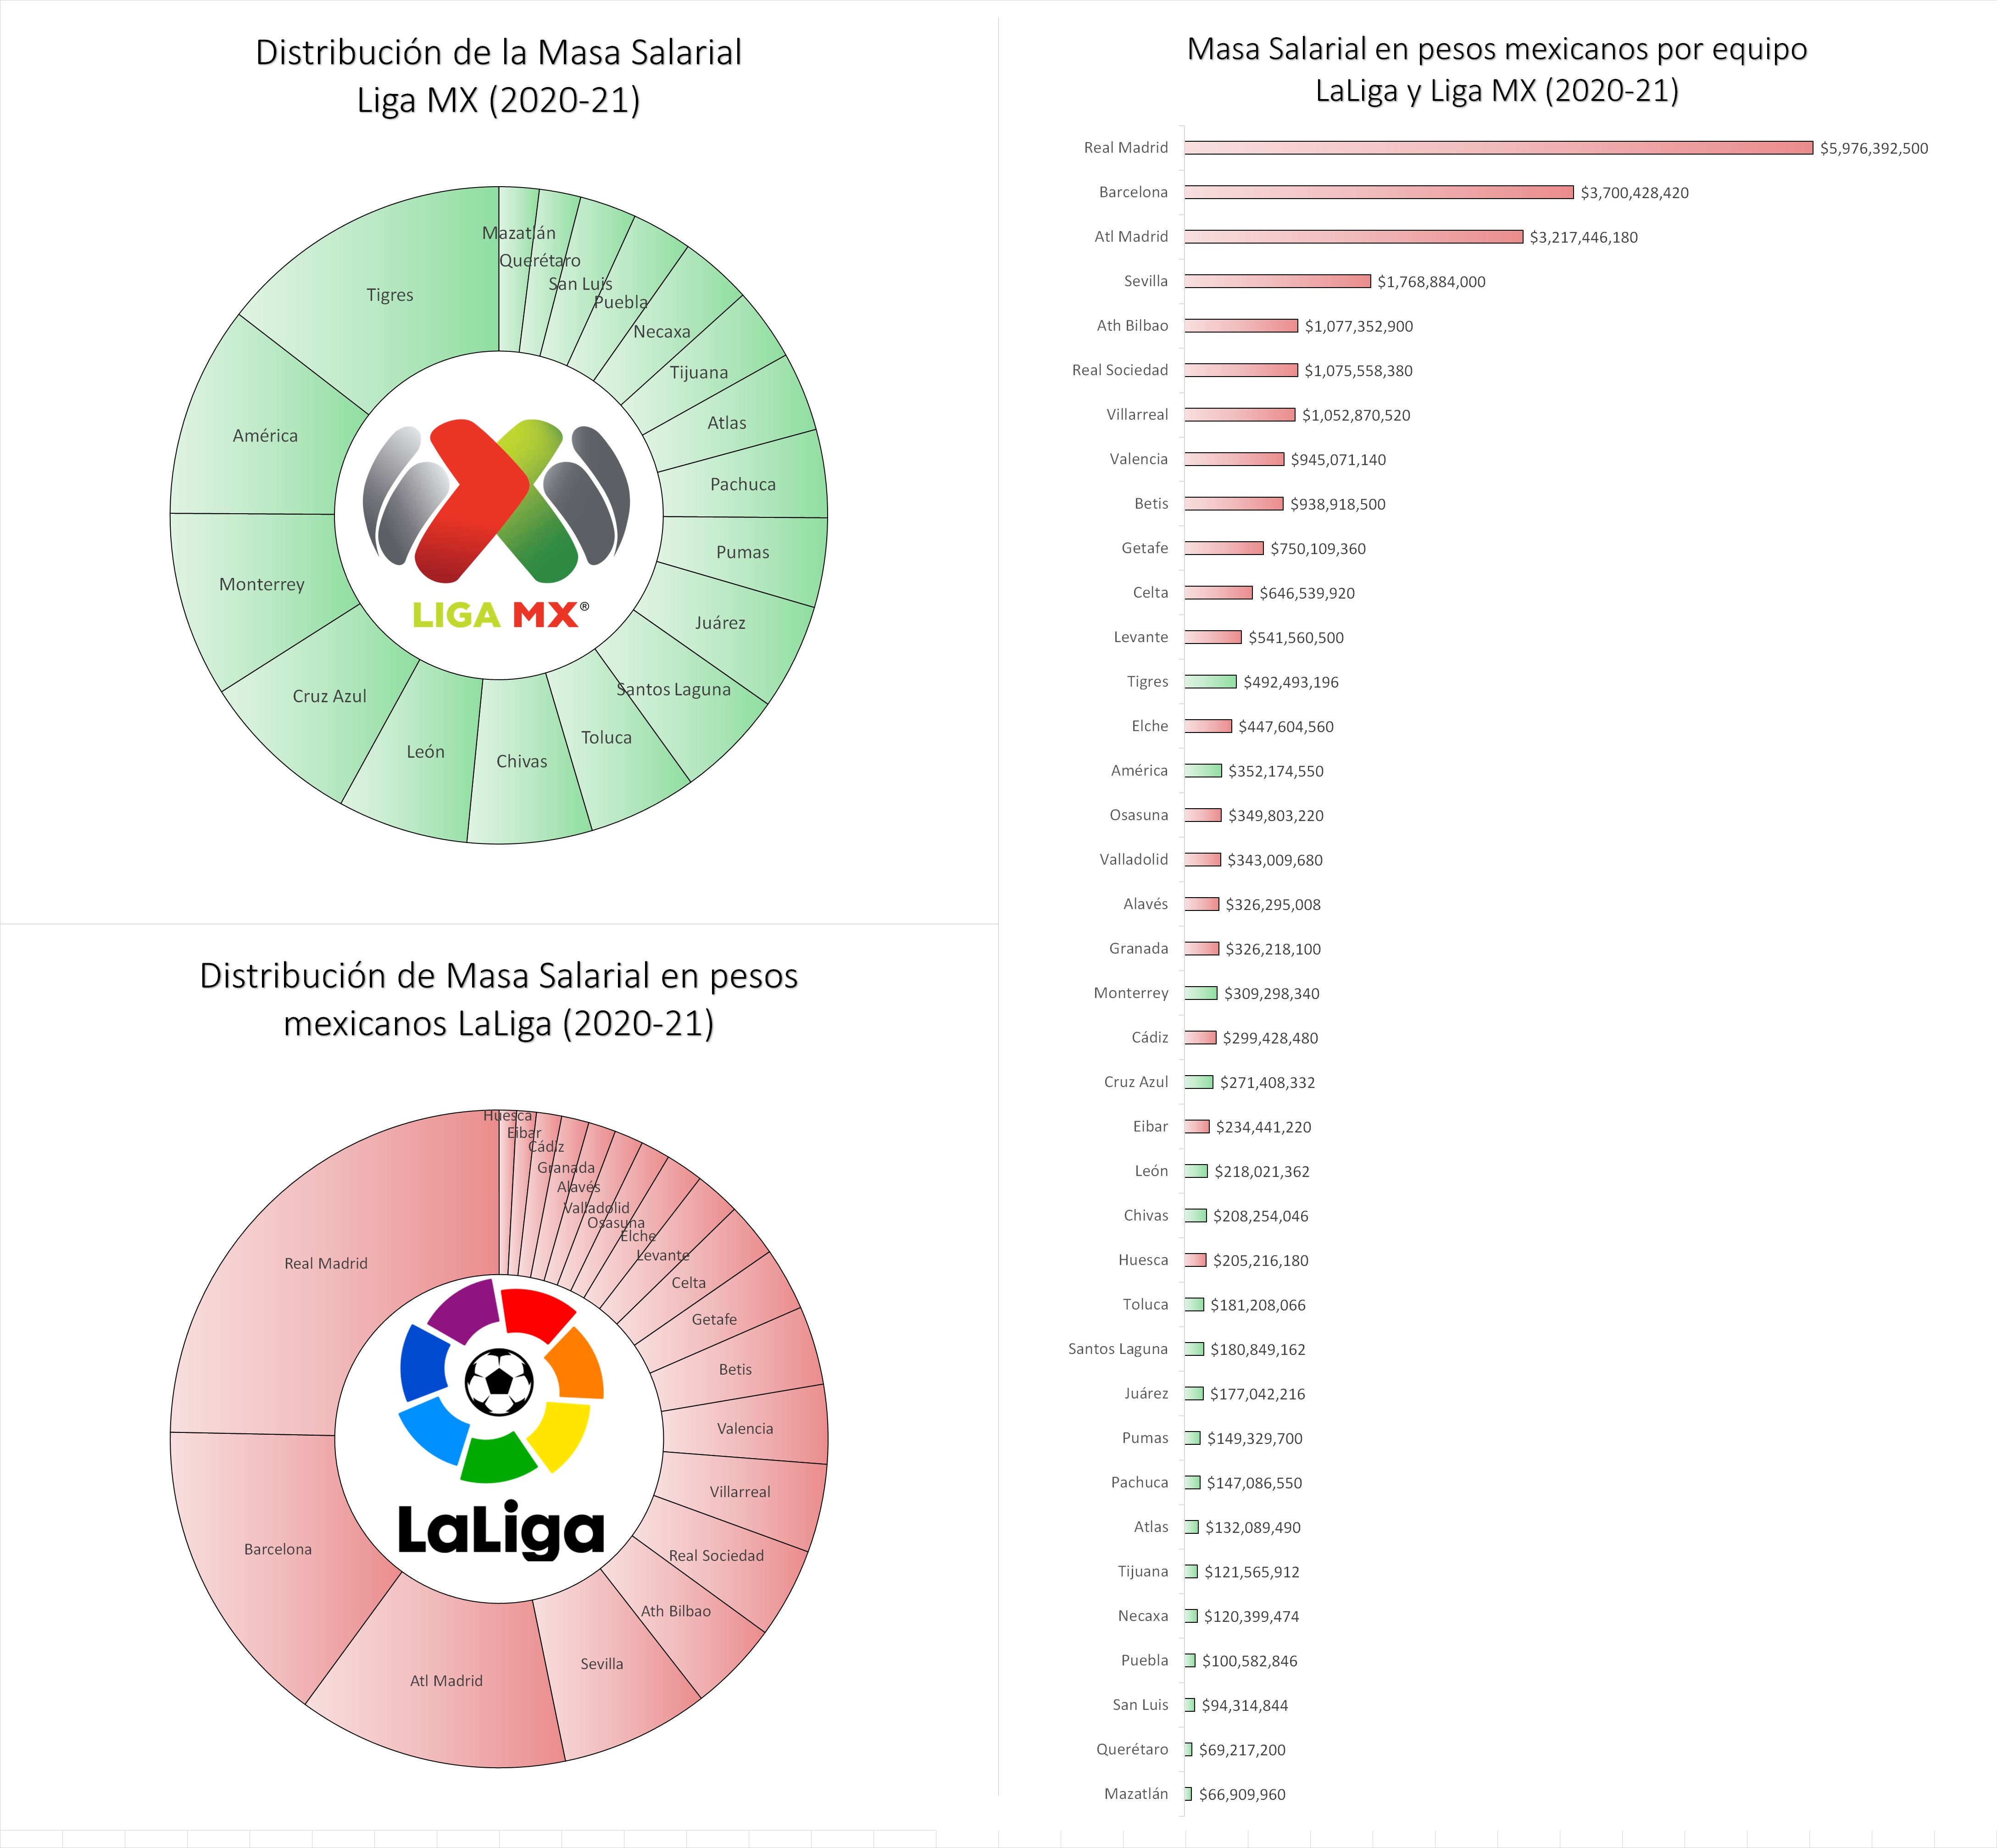 Distribución de la Masa Salarial
Liga MX (2020-21)
Mazatlán
Querétaro
San Luis
Puebla
Necaxa
Tijuana
Atlas
Pachuca
Pumas
Juárez
Santos Laguna
Toluca
Chivas
León
Cruz Azul
Monterrey
América
Tigres
LIGA MX®
Distribución de Masa Salarial en pesos
mexicanos LaLiga (2020-21)
Huesca
Eibar
Cádiz
Granada
Alavés
Valladolid
Osasuna
Elche
Levante
Celta
Getafe
Betis
Valencia
Villarreal
Real Sociedad
Ath Bilbao
Sevilla
Atl Madrid
Barcelona
Real Madrid
LaLiga
Masa Salarial en pesos mexicanos por equipo
LaLiga y Liga MX (2020-21)
Real Madrid $5,976,392,500
Barcelona $3,700,428,420
Atl Madrid $3,217,446,180
Sevilla $1,768,884,000
Ath Bilbao $1,077,352,900
Real Sociedad $1,075,558,380
Villarreal $1,052,870,520
Valencia $945,071,140
Betis $938,918,500
Getafe $750,109,360
Celta $646,539,920
Levante $541,560,500
Tigres $492,493,196
Elche $447,604,560
América $352,174,550
Osasuna $349,803,220
Valladolid $343,009,680
Alavés $326,295,008
Granada $326,218,100
Monterrey $309,298,340
Cádiz $299,428,480
Cruz Azul $271,408,332
Eibar $234,441,220
León $218,021,362
Chivas $208,254,046
Huesca $205,216,180
Toluca $181,208,066
Santos Laguna $180,849,162
Juárez $177,042,216
Pumas $149,329,700
Pachuca $147,086,550
Atlas $132,089,490
Tijuana $121,565,912
Necaxa $120,399,474
Puebla $100,582,846
San Luis $94,314,844
Querétaro $69,217,200
Mazatlán $66,909,960